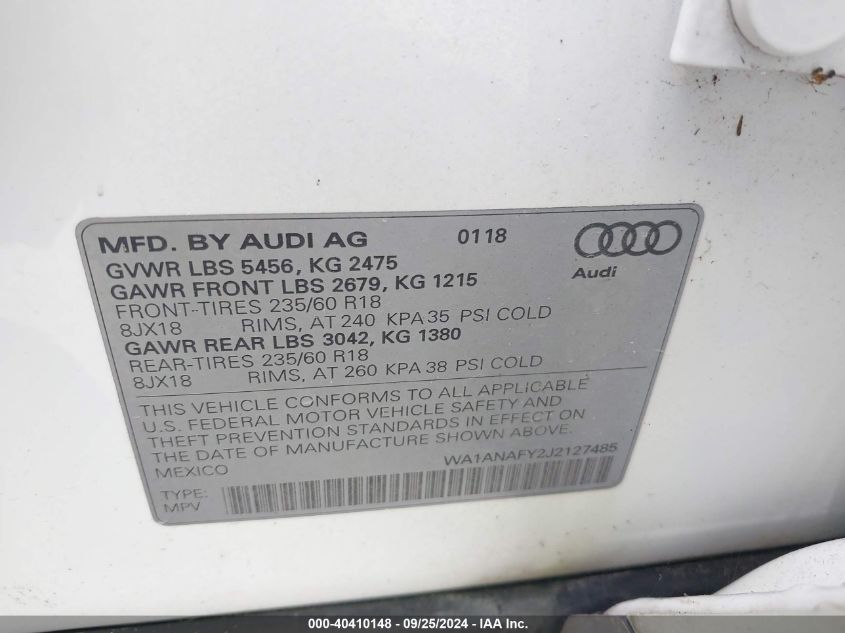 MFD. BY AUDI AG 0118
GVWR LBS 5456, KG 2475
Audi
GAWR FRONT LBS 2679, KG 1215
FRONT-TIRES 235/60 R18
8JX18 RIMS, AT 240 KPA 35 PSI COLD
GAWR REAR LBS 3042, KG 1380
REAR-TIRES 235/60 R18
8JX18 RIMS, AT 260 KPA 38 PSI COLD
THIS VEHICLE CONFORMS TO ALL APPLICABLE
U.S. FEDERAL MOTOR VEHICLE SAFETY AND
THEFT PREVENTION STANDARDS IN EFFECT ON
THE DATE OF MANUFACTURE SHOWN ABOVE.
MEXICO WA1ANAFY2J2127485
TYPE:
MPV
000-40410148 - 09/25/2024 - IAA Inc.